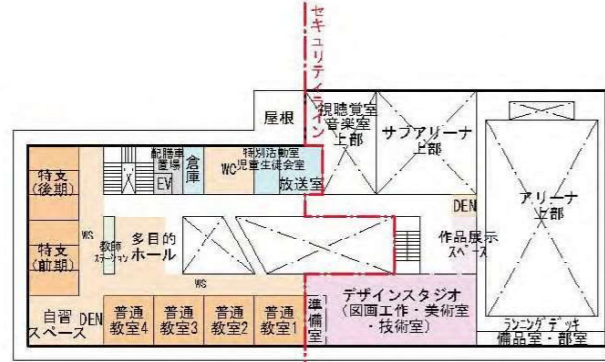 セキュリティライン
屋根
視聴覚室
音楽室
上部
サブアリーナ
上部
アリーナ
上部
特支
(後期)
配膳車
置場
EV
倉庫
WC
特別活動室
児童生徒会室
放送室
DEN
作品展示
スペース
特支
(前期)
WS
教師
ステーション
多目的
ホール
WS
自習
スペース
DEN
普通
教室4
普通
教室3
普通
教室2
普通
教室1
準備室
デザインスタジオ
(図画工作・美術室
・技術室)
ランニングデッキ
備品室・部室